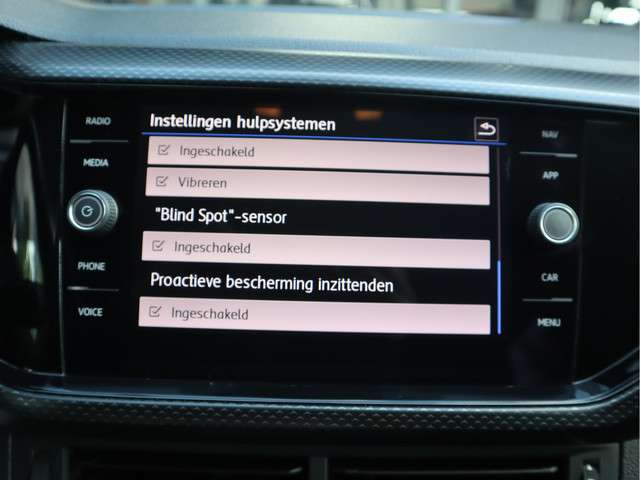 Instellingen hulpsystemen
Ingeschakeld
Vibreren
"Blind Spot"-sensor
Ingeschakeld
Proactieve bescherming inzittenden
Ingeschakeld
RADIO
MEDIA
PHONE
VOICE
NAV
APP
CAR
MENU